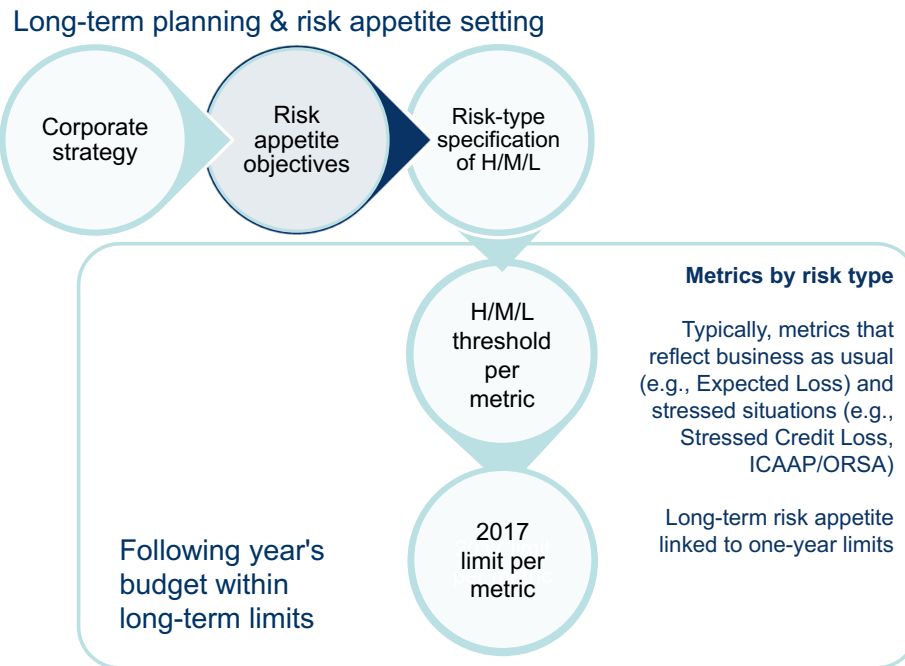 Long-term planning & risk appetite setting
Corporate
strategy
Risk
appetite
objectives
Risk-type
specification
of H/M/L
H/M/L
threshold
per
metric
Metrics by risk type
Typically, metrics that
reflect business as usual
(e.g., Expected Loss) and
stressed situations (e.g.,
Stressed Credit Loss,
ICAAP/ORSA)
Long-term risk appetite
linked to one-year limits
2017
limit per
metric
Following year's
budget within
long-term limits